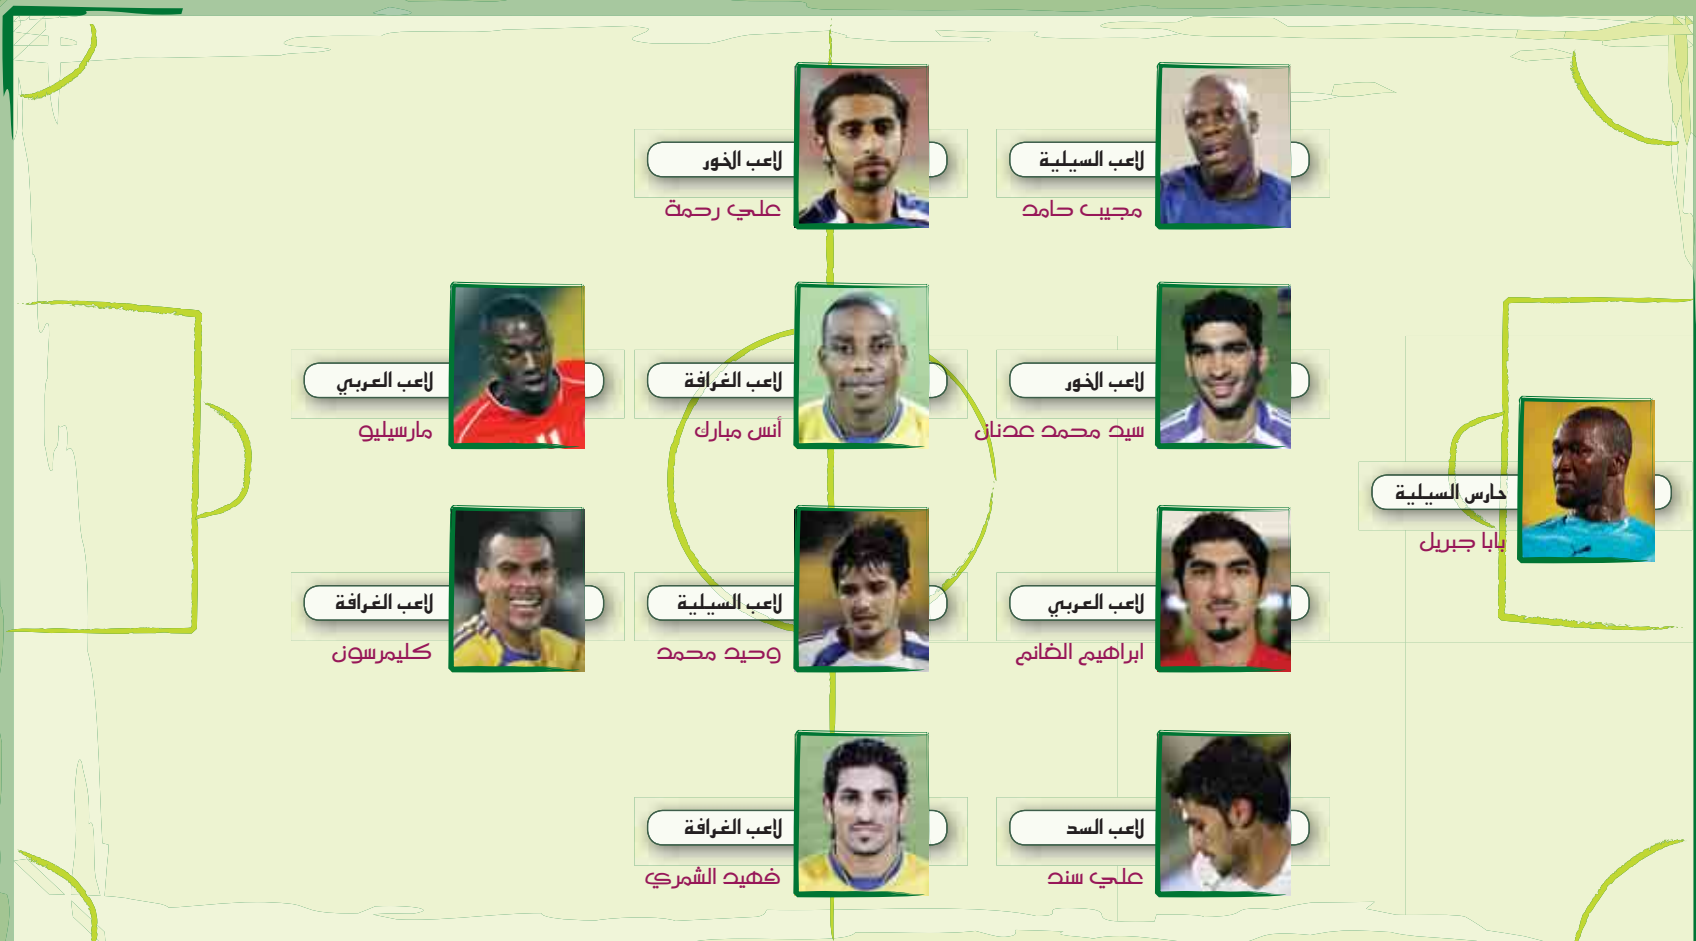 لاعب السيلية
مجيب حامد
لاعب الخور
علي رحمة
لاعب الخور
سيد محمد عدنان
لاعب الغرافة
أنس مبارك
لاعب العربي
مارسيليو
حارس السيلية
بابا جبريل
لاعب العربي
ابراهيم الغانم
لاعب السيلية
وحيد محمد
لاعب الغرافة
كليمرسون
لاعب السد
علي سند
لاعب الغرافة
فهيد الشمري